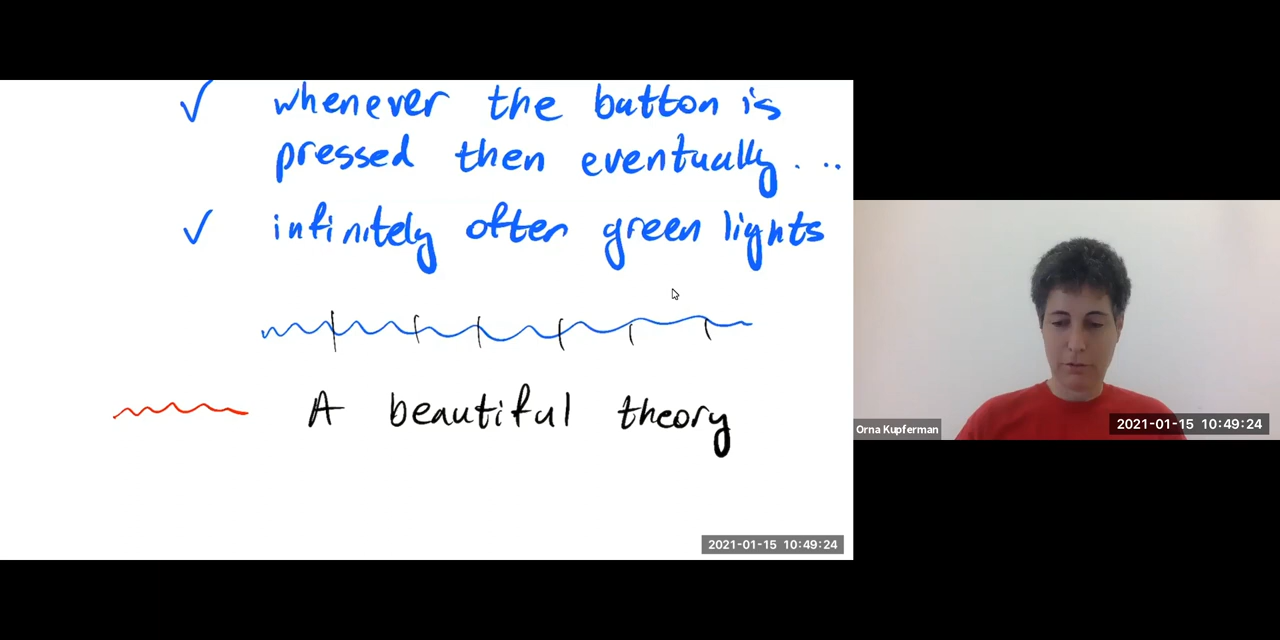 ✓ whenever the button is
pressed then eventually...
✓ infinitely often green lights
A beautiful theory
2021-01-15 10:49:24
Orna Kupferman
2021-01-15 10:49:24